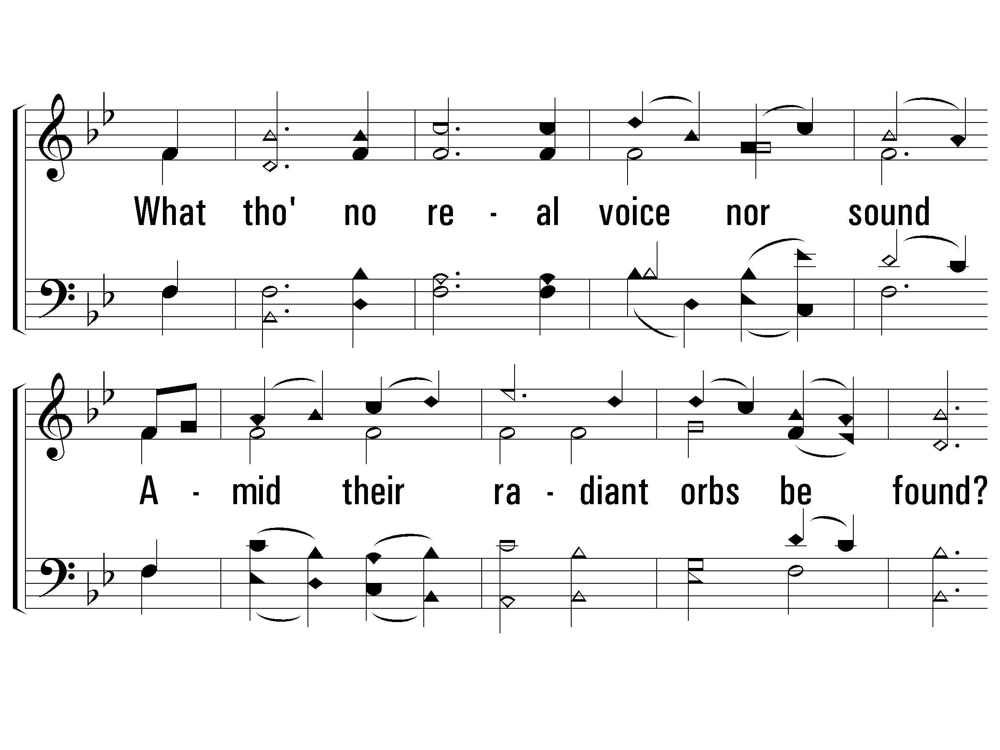 What tho' no re - al voice nor sound
A - mid their ra - diant orbs be found?